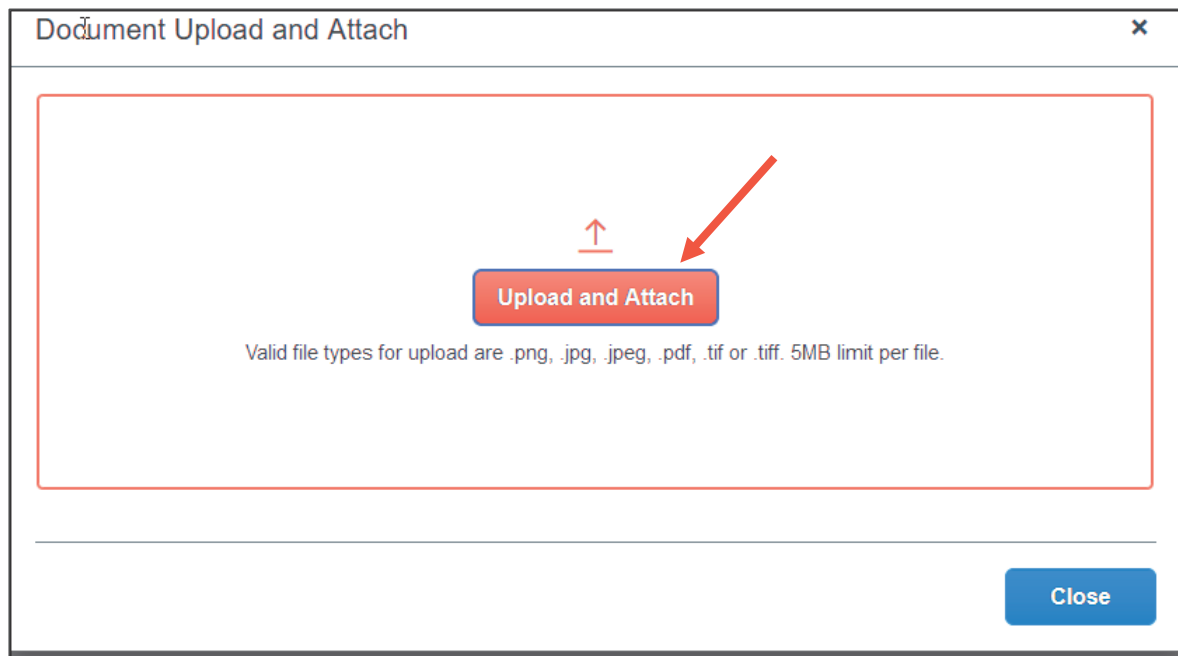 Document Upload and Attach
Upload and Attach
Valid file types for upload are .png, .jpg, .jpeg, .pdf, .tif or .tiff. 5MB limit per file.
Close